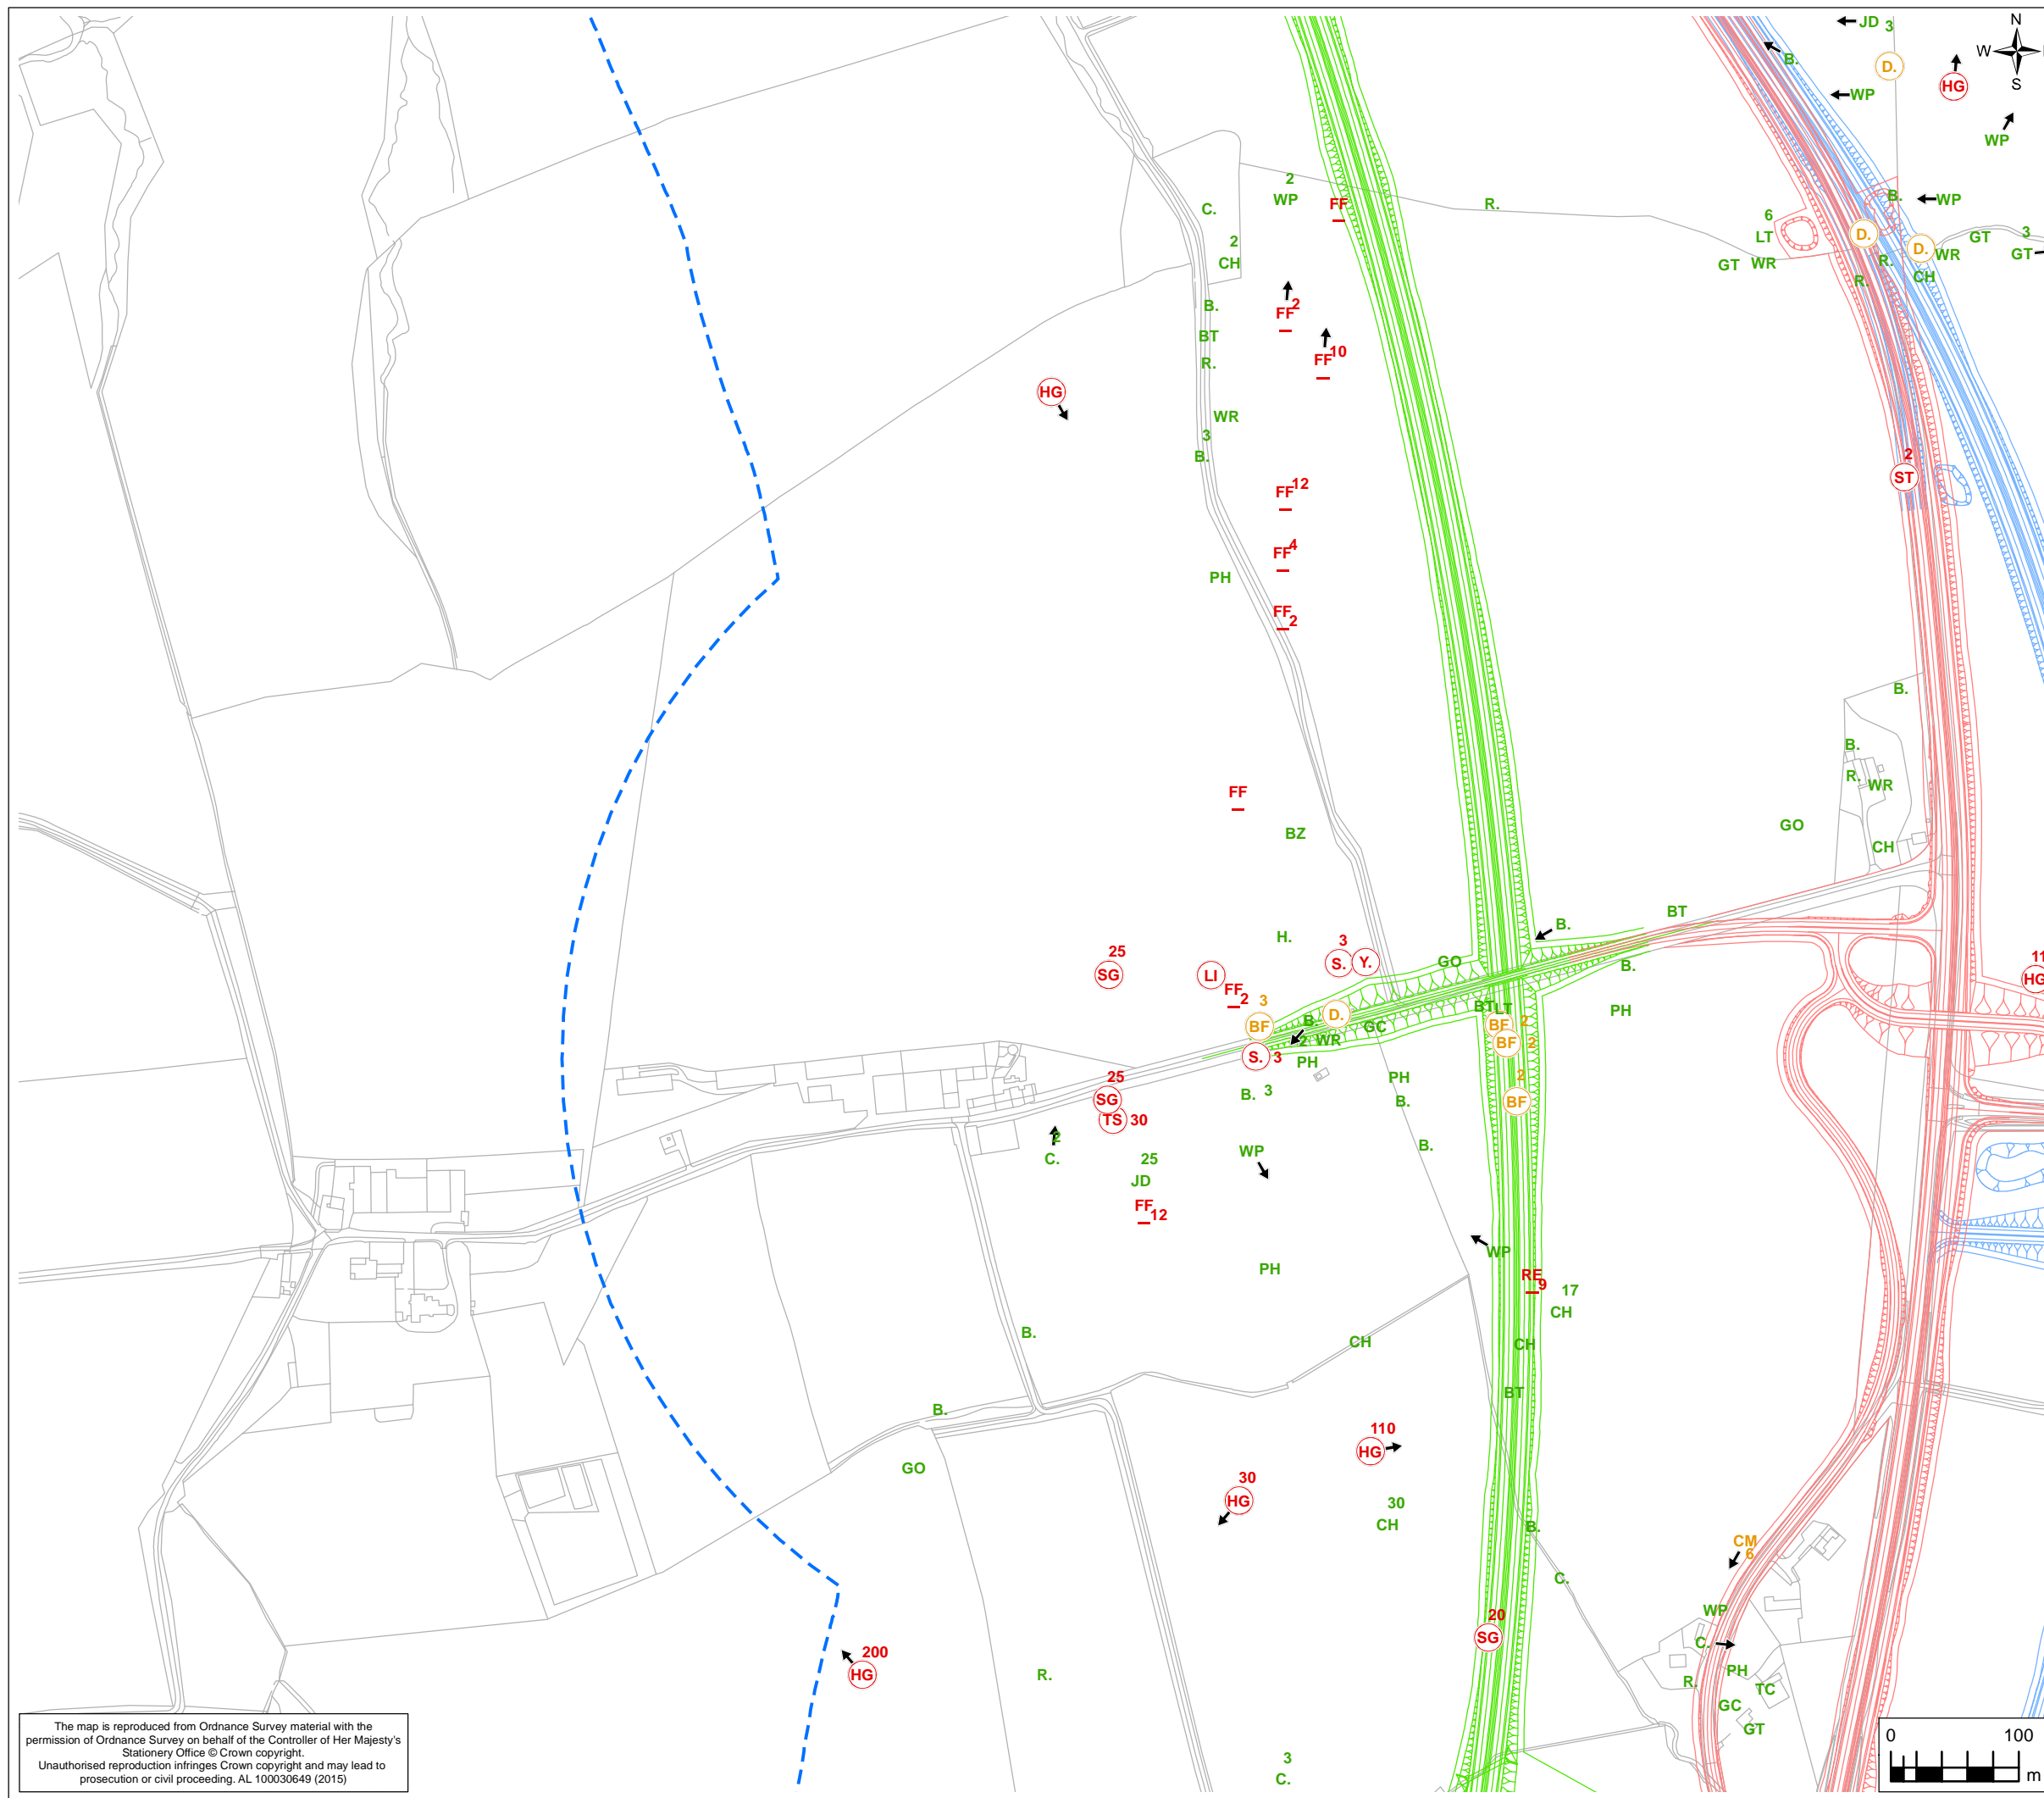 JD 3
N
B.
D.
W
HG
S
WP
WP
2
WP
C.
FF
R.
B.
WP
6
LT
D.
D.
GT
3
GT
2
CH
GT WR
R.
WR
R.
CH
B.
FF 2
BT
FF 10
R.
HG
WR
3
B.
2
ST
FF 12
FF 4
PH
FF 2
B.
B.
R. WR
FF
BZ
GO
CH
BT
B.
H.
3
S. Y.
25
SG
LI
GO
B.
11
HG
FF 2
3
BF
D.
B.
GC
BT LT
BF 2
PH
2 WR
BF 2
S. 3
PH
25
SG
TS 30
B. 3
PH
B.
2
BF
2
C.
WP
B.
25
JD
FF 12
WP
PH
RE 9
17
CH
B.
CH
CH
BT
B.
110
HG
GO
30
HG
30
CH
B.
CM
6
C.
WP
20
SG
C.
200
HG
R.
PH
R.
TC
GC
GT
3
C.
The map is reproduced from Ordnance Survey material with the
permission of Ordnance Survey on behalf of the Controller of Her Majesty's
Stationery Office © Crown copyright.
Unauthorised reproduction infringes Crown copyright and may lead to
prosecution or civil proceeding. AL 100030649 (2015)
0 100
m